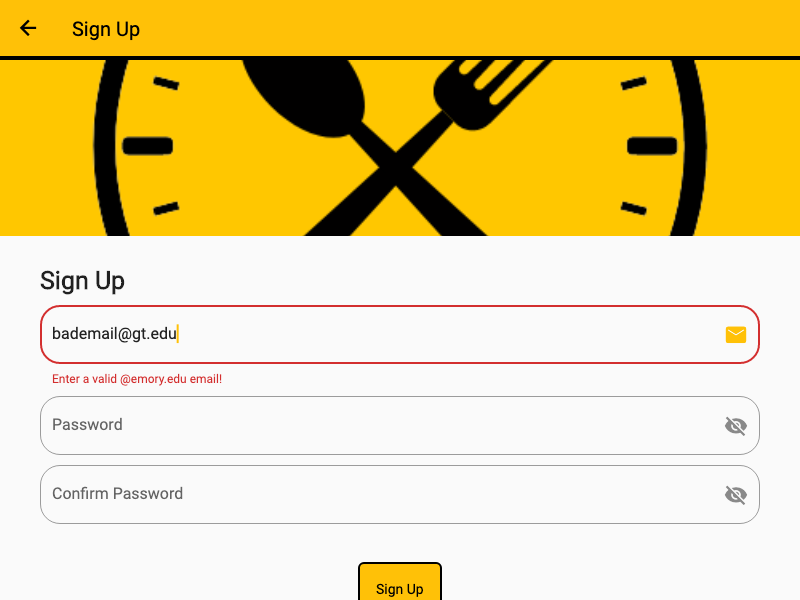 Sign Up
Sign Up
bademail@gt.edu
Enter a valid @emory.edu email!
Password
Confirm Password
Sign Up